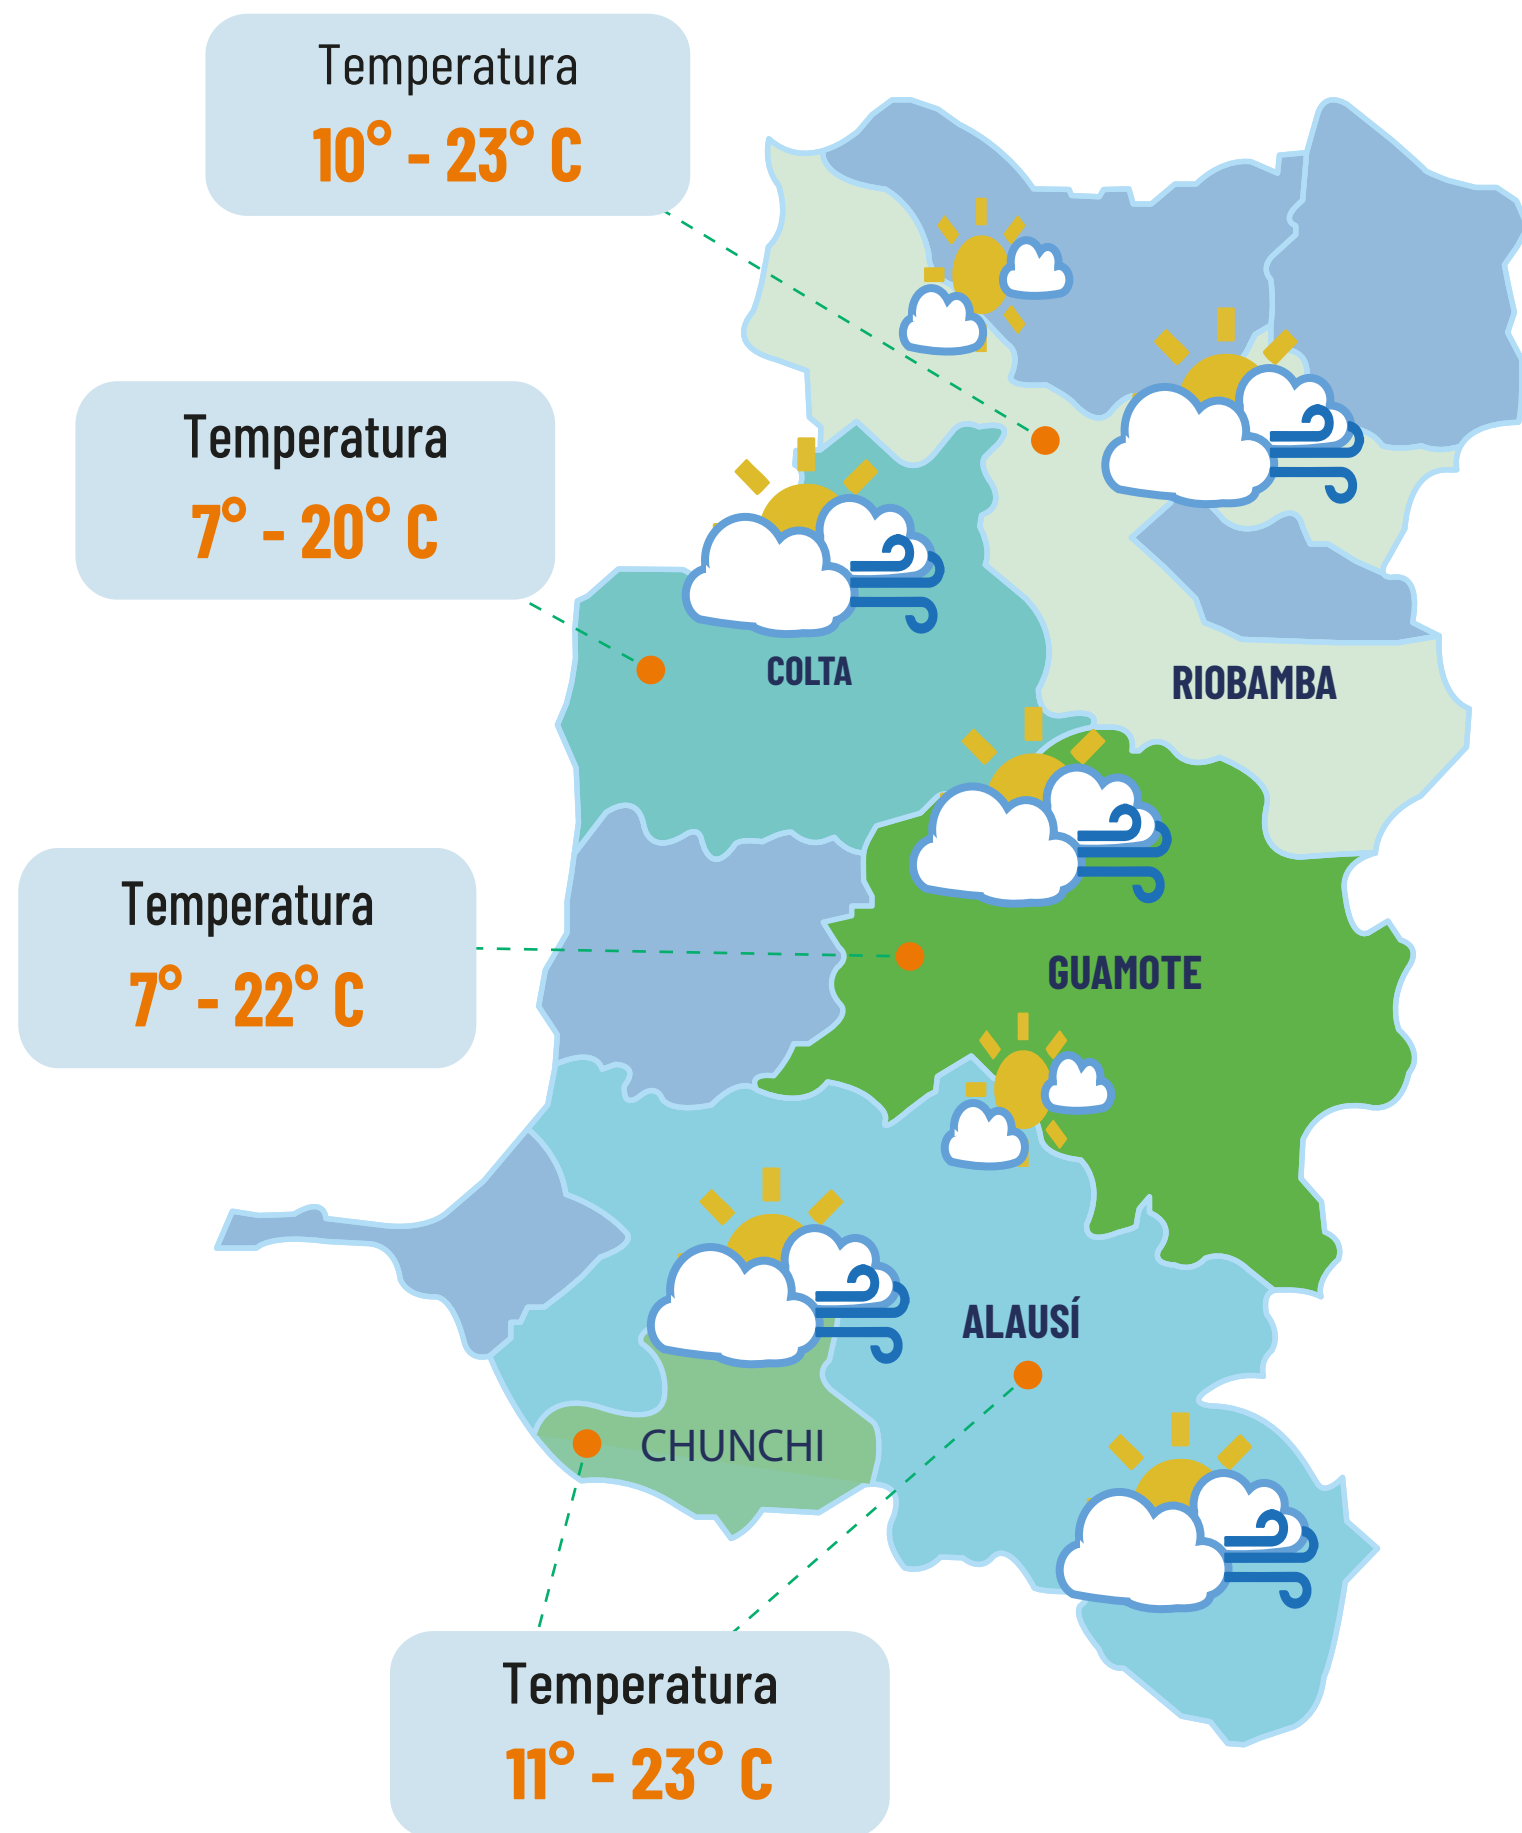 Temperatura
10° - 23° C
Temperatura
7° - 20° C
COLTA
RIOBAMBA
Temperatura
7° - 22° C
GUAMOTE
ALAUSÍ
CHUNCHI
Temperatura
11° - 23° C